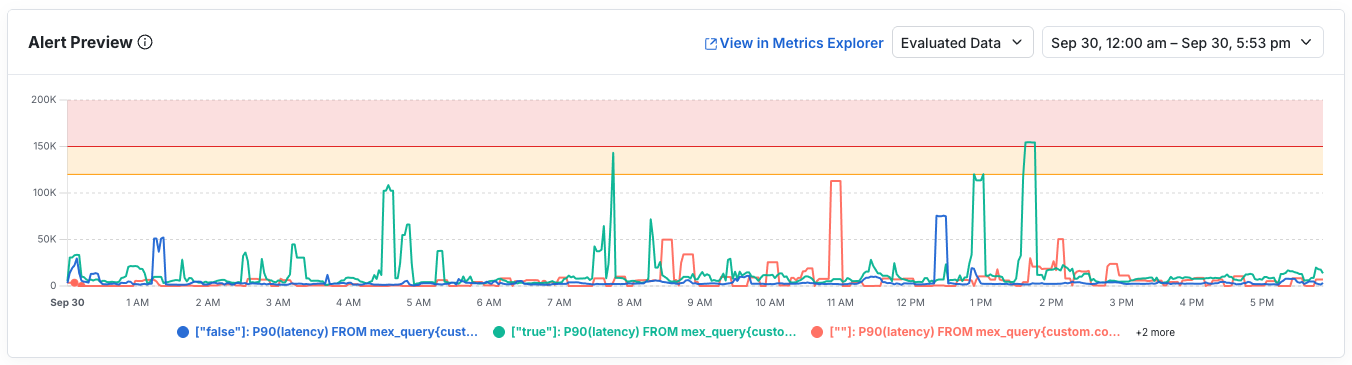 Alert Preview
View in Metrics Explorer
Evaluated Data
Sep 30, 12:00 am – Sep 30, 5:53 pm
200K
150K
100K
50K
0
Sep 30 1 AM 2 AM 3 AM 4 AM 5 AM 6 AM 7 AM 8 AM 9 AM 10 AM 11 AM 12 PM 1 PM 2 PM 3 PM 4 PM 5 PM
["false"]: P90(latency) FROM mex_query{cust... ["true"]: P90(latency) FROM mex_query{custo... [""]: P90(latency) FROM mex_query{custom.co... +2 more